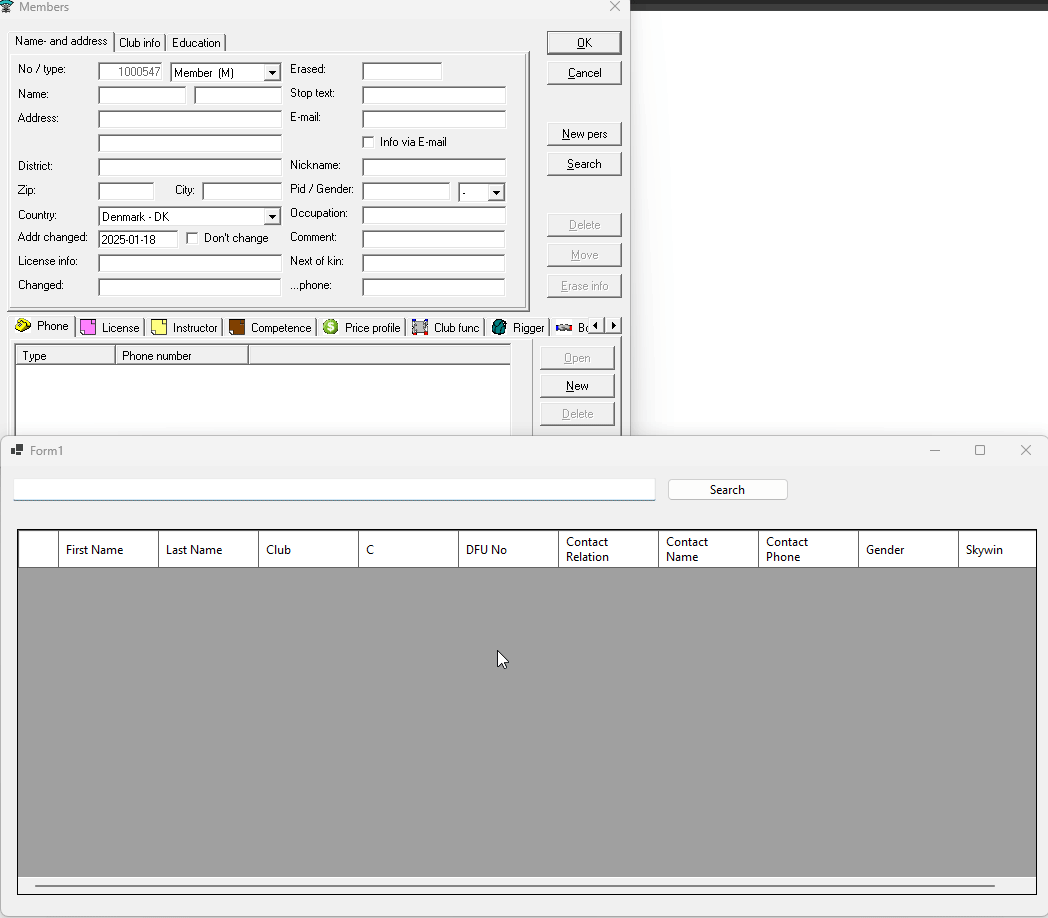 Members
Name- and address Club info Education
No / type: 1000547 Member (M) Erased:
Name: Stop text:
Address: E-mail:
Info via E-mail
District: Nickname:
Zip: City: Pid / Gender: -
Country: Denmark - DK Occupation:
Addr changed: 2025-01-18 Don't change Comment:
License info: Next of kin:
Changed: ...phone:
OK
Cancel
New pers
Search
Delete
Move
Erase info
Phone License Instructor Competence Price profile Club func Rigger
Type Phone number
Open
New
Delete
Form1
Search
First Name Last Name Club C DFU No Contact Relation Contact Name Contact Phone Gender Skywin